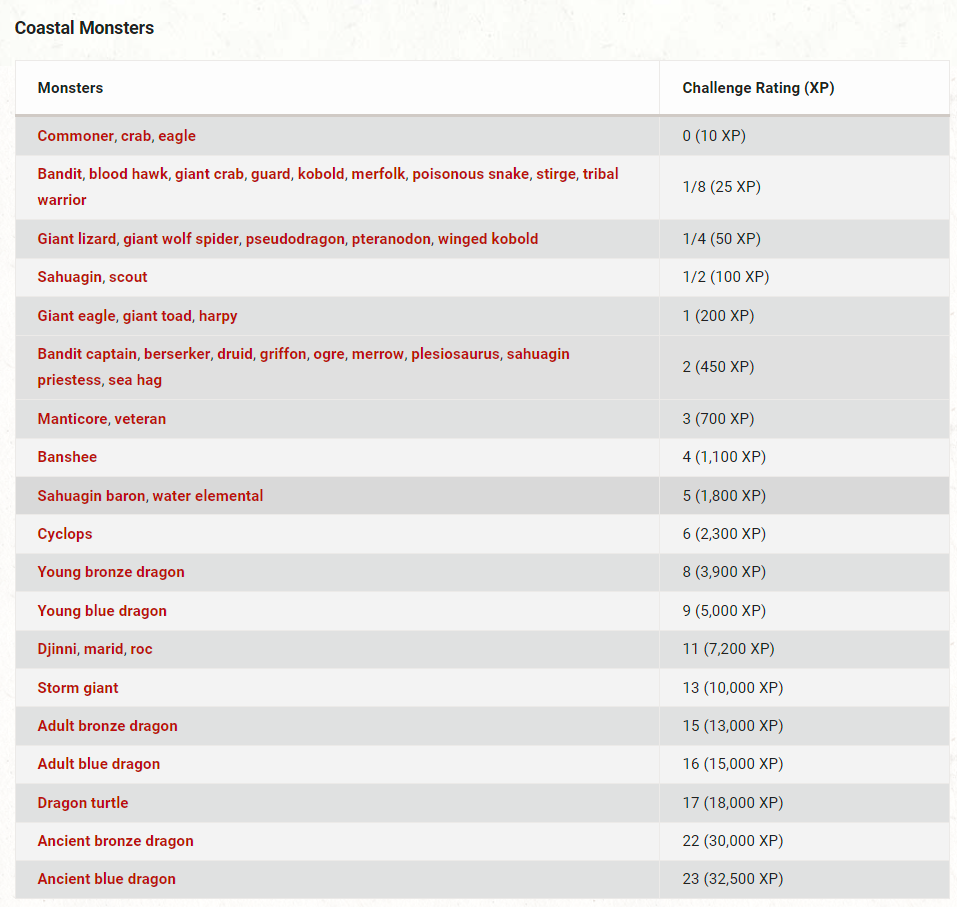 Coastal Monsters
Monsters Challenge Rating (XP)
Commoner, crab, eagle 0 (10 XP)
Bandit, blood hawk, giant crab, guard, kobold, merfolk, poisonous snake, stirge, tribal
warrior 1/8 (25 XP)
Giant lizard, giant wolf spider, pseudodragon, pteranodon, winged kobold 1/4 (50 XP)
Sahuagin, scout 1/2 (100 XP)
Giant eagle, giant toad, harpy 1 (200 XP)
Bandit captain, berserker, druid, griffon, ogre, merrow, plesiosaurus, sahuagin
priestess, sea hag 2 (450 XP)
Manticore, veteran 3 (700 XP)
Banshee 4 (1,100 XP)
Sahuagin baron, water elemental 5 (1,800 XP)
Cyclops 6 (2,300 XP)
Young bronze dragon 8 (3,900 XP)
Young blue dragon 9 (5,000 XP)
Djinni, marid, roc 11 (7,200 XP)
Storm giant 13 (10,000 XP)
Adult bronze dragon 15 (13,000 XP)
Adult blue dragon 16 (15,000 XP)
Dragon turtle 17 (18,000 XP)
Ancient bronze dragon 22 (30,000 XP)
Ancient blue dragon 23 (32,500 XP)